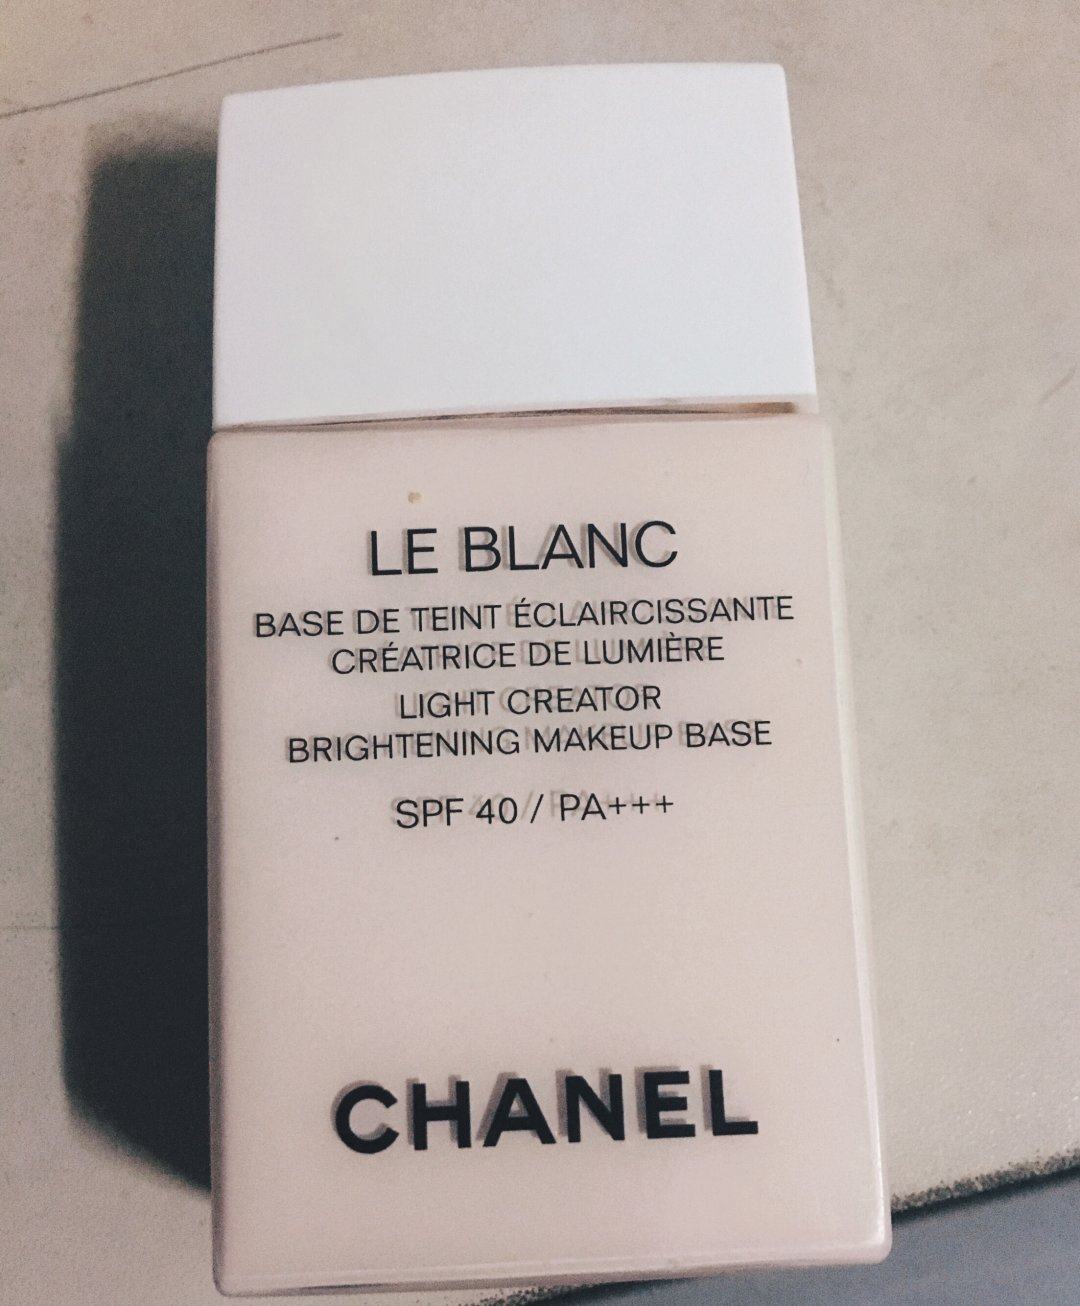 LE BLANC
BASE DE TEINT ÉCLAIRCISSANTE
CRÉATRICE DE LUMIÈRE
LIGHT CREATOR
BRIGHTENING MAKEUP BASE
SPF 40 / PA+++
CHANEL